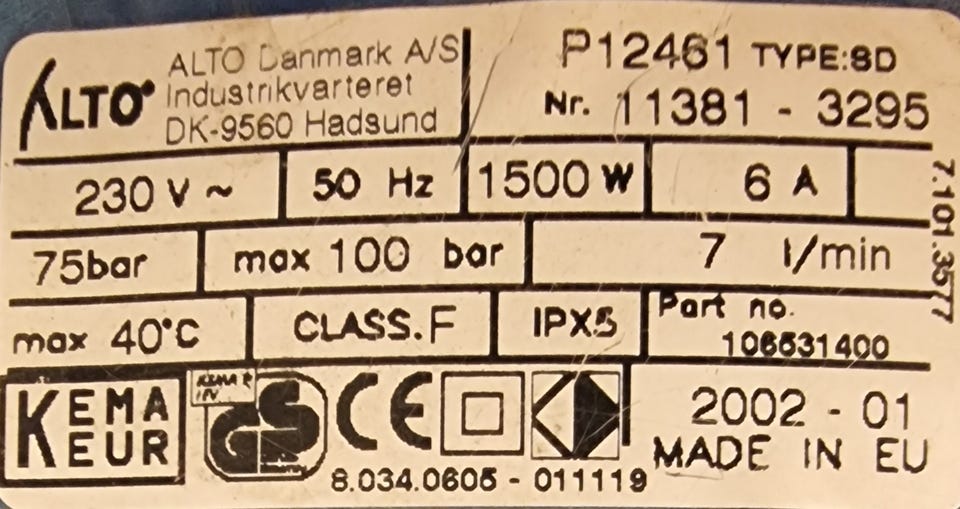 ALTO
ALTO Danmark A/S
Industrikvarteret
DK-9560 Hadsund
P12461 TYPE:SD
Nr. 11381 - 3295
230 V ~ 50 Hz 1500 W 6 A
75bar max 100 bar 7 l/min
max 40°C CLASS.F IPX5 Part no.
106531400
7.101.3577
KEMA
EUR
GS
CE
2002 - 01
MADE IN EU
8.034.0605 - 011119